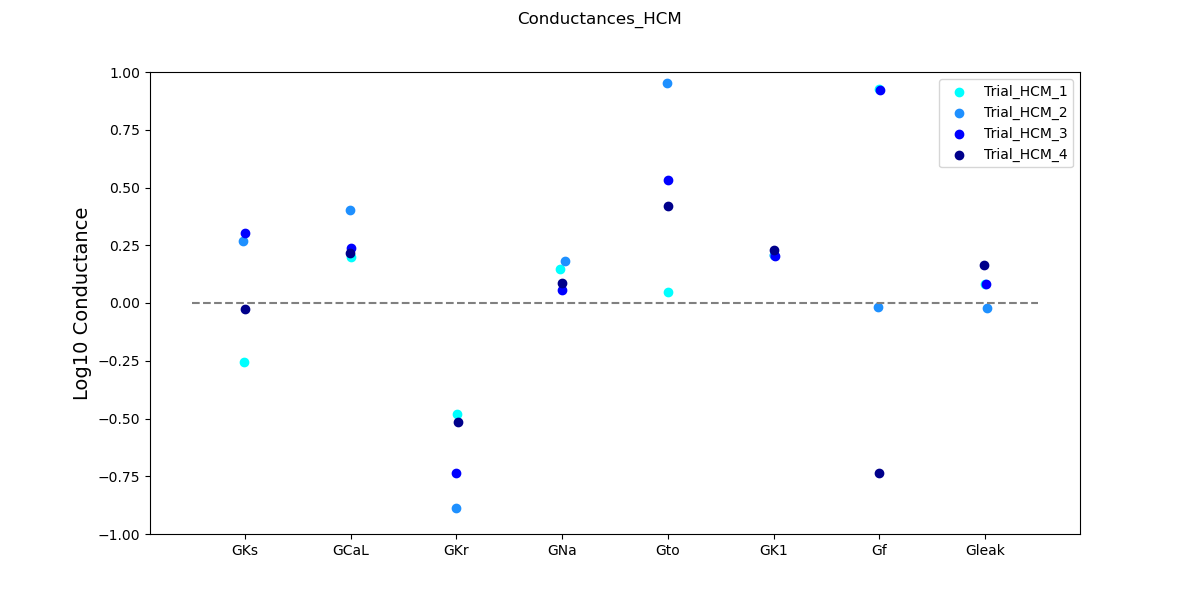 Conductances_HCM
Log10 Conductance
1.00
0.75
0.50
0.25
0.00
−0.25
−0.50
−0.75
−1.00
GKs GCaL GKr GNa Gto GK1 Gf Gleak
Trial_HCM_1
Trial_HCM_2
Trial_HCM_3
Trial_HCM_4